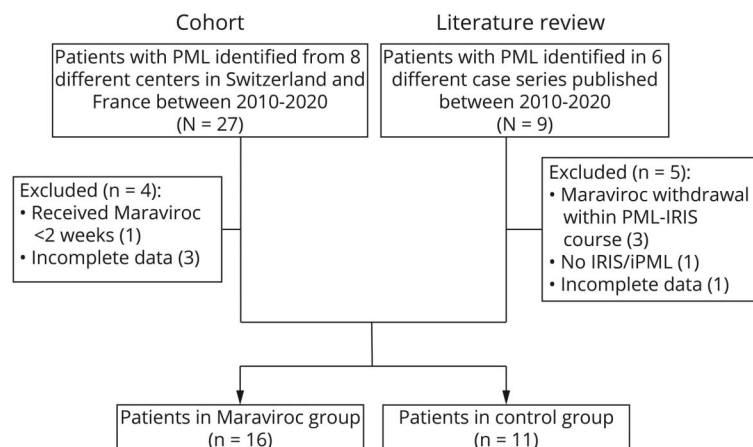 Cohort
Patients with PML identified from 8
different centers in Switzerland and
France between 2010-2020
(N = 27)
Literature review
Patients with PML identified in 6
different case series published
between 2010-2020
(N = 9)
Excluded (n = 4):
• Received Maraviroc
<2 weeks (1)
• Incomplete data (3)
Excluded (n = 5):
• Maraviroc withdrawal
within PML-IRIS
course (3)
• No IRIS/iPML (1)
• Incomplete data (1)
Patients in Maraviroc group
(n = 16)
Patients in control group
(n = 11)